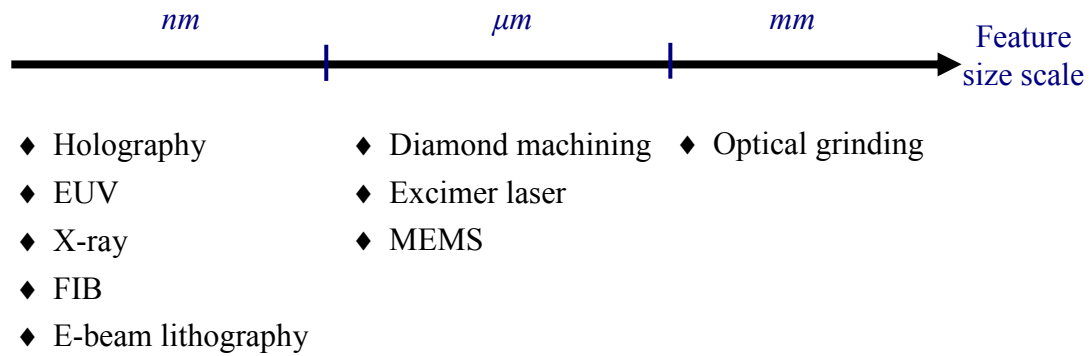 nm μm mm
Feature
size scale
♦ Holography ♦ Diamond machining ♦ Optical grinding
♦ EUV ♦ Excimer laser
♦ X-ray ♦ MEMS
♦ FIB
♦ E-beam lithography